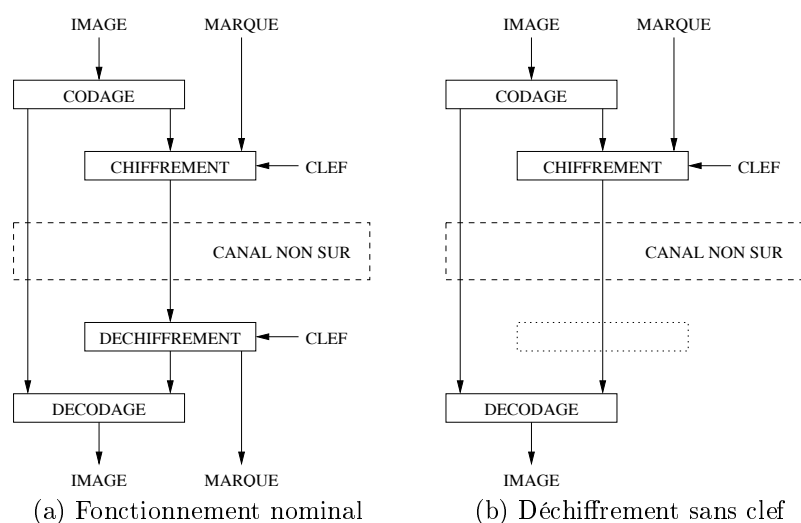 IMAGE MARQUE
CODAGE
CHIFFREMENT CLEF
CANAL NON SUR
DECHIFFREMENT CLEF
DECODAGE
IMAGE MARQUE
(a) Fonctionnement nominal
IMAGE MARQUE
CODAGE
CHIFFREMENT CLEF
CANAL NON SUR
DECODAGE
IMAGE
(b) Déchiffrement sans clef